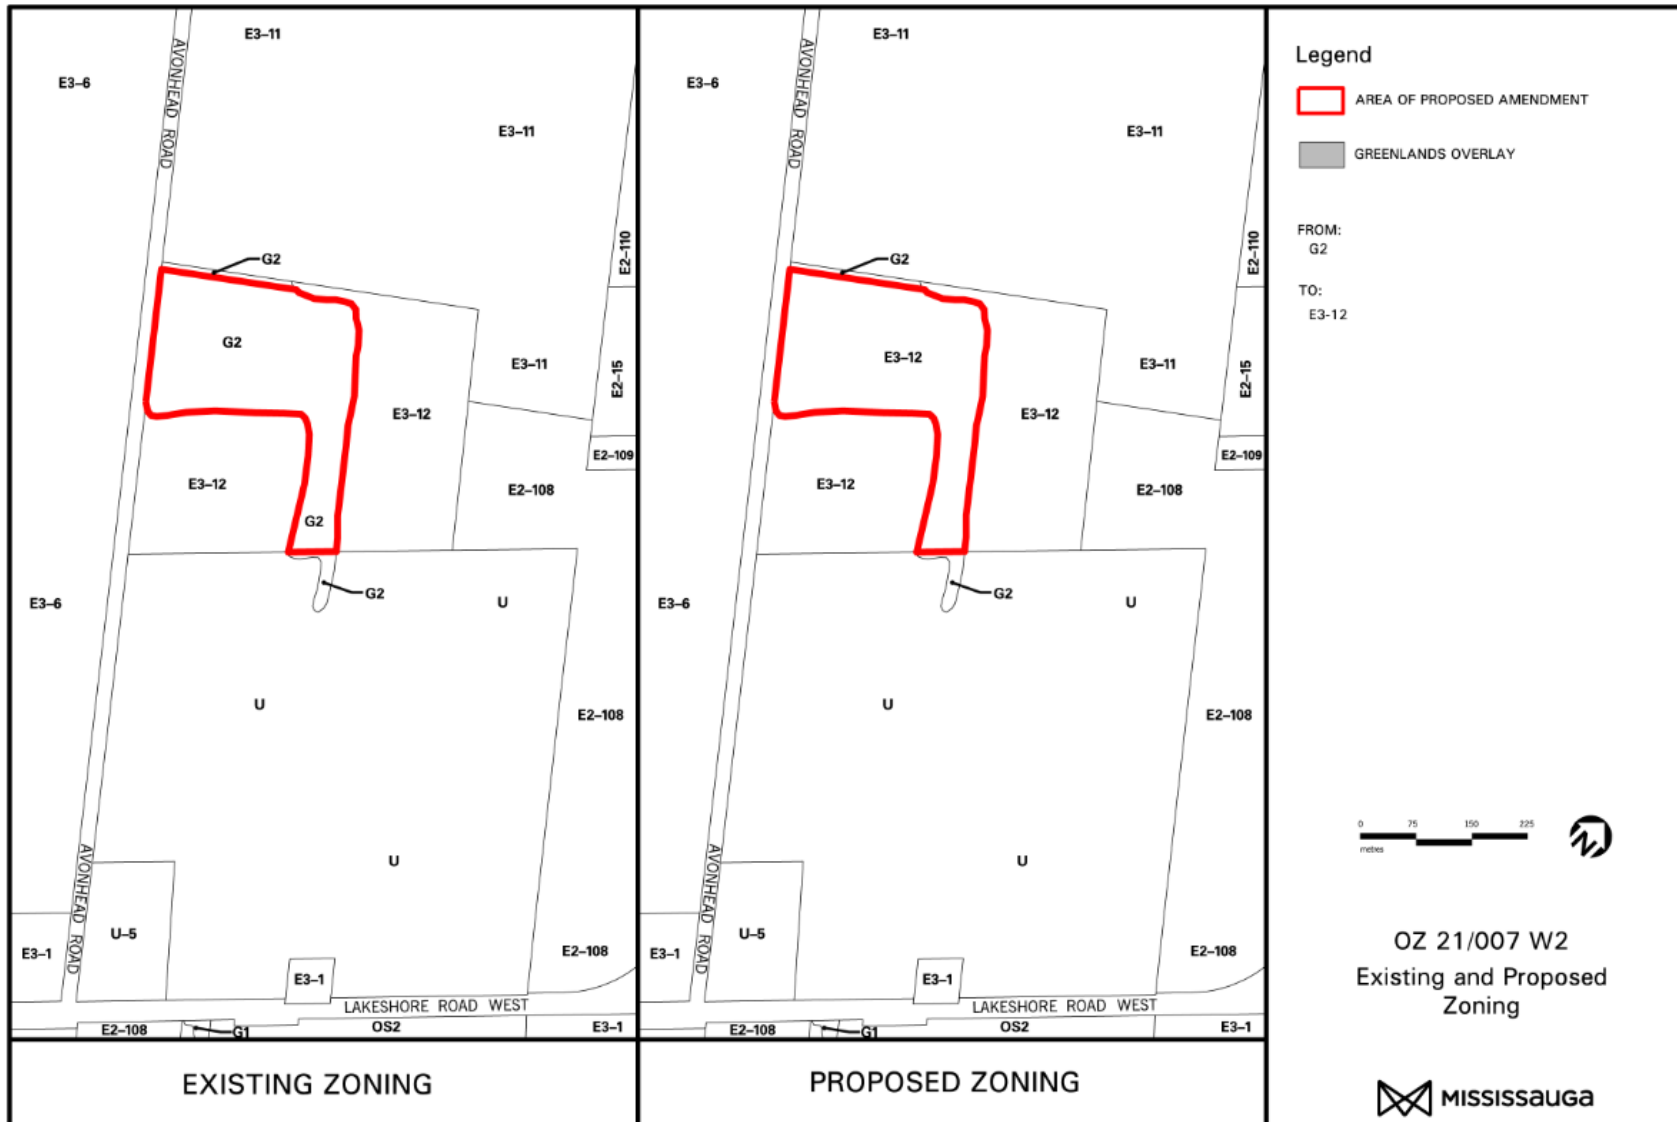 E3–11
E3–6
AVONHEAD ROAD
E3–11
E2–110
G2
G2
E3–11
E2–15
E3–12
E2–109
E3–12
E2–108
G2
G2
E3–6
U
U
E2–108
U
AVONHEAD ROAD
U–5
E3–1
E2–108
E3–1
LAKESHORE ROAD WEST
E2–108
G1
OS2
E3–1
EXISTING ZONING
E3–11
E3–6
AVONHEAD ROAD
E3–11
E2–110
G2
E3–12
E3–11
E2–15
E3–12
E2–109
E3–12
E2–108
G2
E3–6
U
U
E2–108
U
AVONHEAD ROAD
U–5
E3–1
E2–108
E3–1
LAKESHORE ROAD WEST
E2–108
G1
OS2
E3–1
PROPOSED ZONING
Legend
AREA OF PROPOSED AMENDMENT
GREENLANDS OVERLAY
FROM:
G2
TO:
E3-12
0 75 150 225
metres
N
OZ 21/007 W2
Existing and Proposed
Zoning
MISSISSAUGA